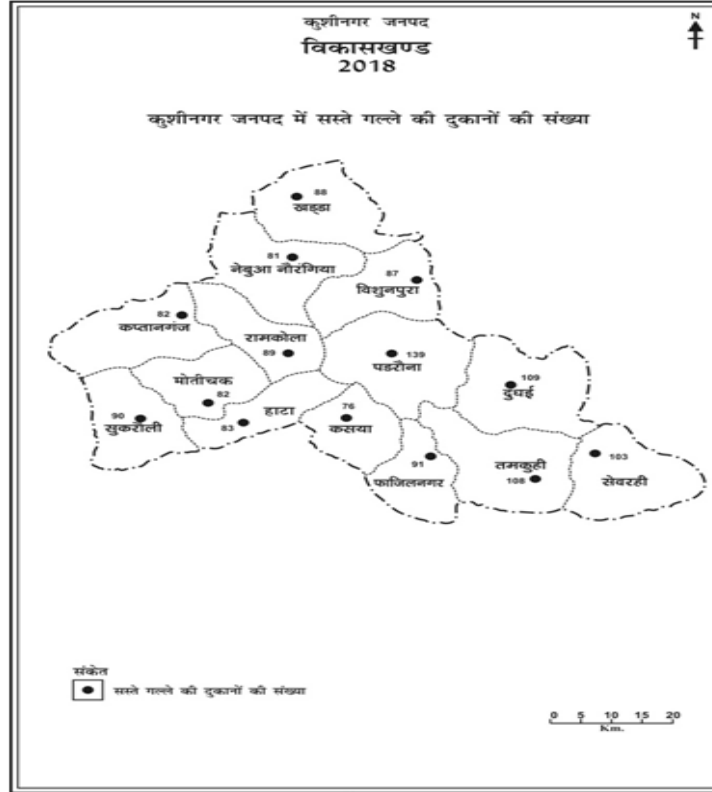 कुशीनगर जनपद
N
विकासखण्ड
2018
कुशीनगर जनपद में सस्ते गल्ले की दुकानों की संख्या
88
खड्डा
81
नेबुआ नौरंगिया
87
विशुनपुरा
82
कप्तानगंज
रामकोला
89
139
पडरौना
मोतीचक
82
109
दुघई
90
सुकरौली
हाटा
83
76
कसया
91
फाजिलनगर
तमकुही
108
103
सेवरही
संकेत
सस्ते गल्ले की दुकानों की संख्या
0 5 10 15 20
Km.